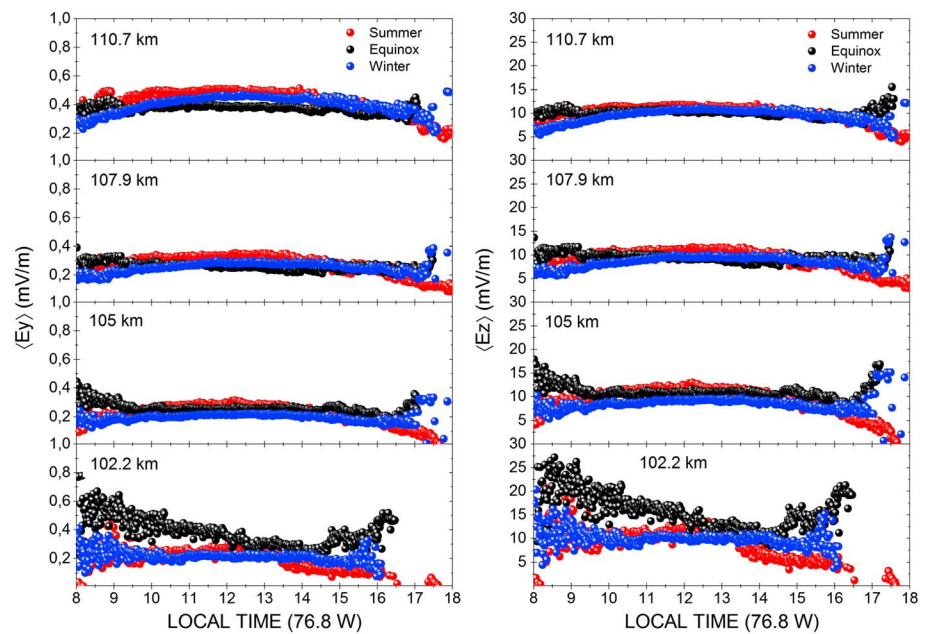 110.7 km
Summer
Equinox
Winter
1,0
0,8
0,6
0,4
0,2
107.9 km
1,0
0,8
0,6
0,4
0,2
105 km
1,0
0,8
0,6
0,4
0,2
102.2 km
1,0
0,8
0,6
0,4
0,2
⟨Ey⟩ (mV/m)
8 9 10 11 12 13 14 15 16 17 18
LOCAL TIME (76.8 W)
110.7 km
Summer
Equinox
Winter
30
25
20
15
10
5
107.9 km
30
25
20
15
10
5
105 km
30
25
20
15
10
5
102.2 km
30
25
20
15
10
5
⟨Ez⟩ (mV/m)
8 9 10 11 12 13 14 15 16 17 18
LOCAL TIME (76.8 W)